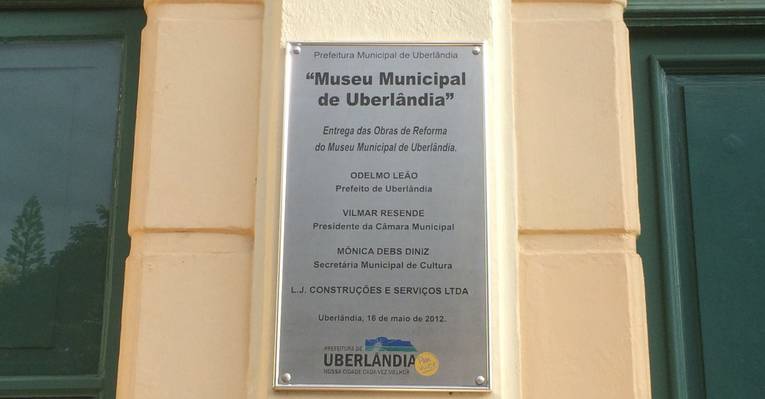 Prefeitura Municipal de Uberlândia
“Museu Municipal
de Uberlândia”
Entrega das Obras de Reforma
do Museu Municipal de Uberlândia.
ODELMO LEÃO
Prefeito de Uberlândia
VILMAR RESENDE
Presidente da Câmara Municipal
MÔNICA DEBS DINIZ
Secretária Municipal de Cultura
L.J. CONSTRUÇÕES E SERVIÇOS LTDA
Uberlândia, 16 de maio de 2012.
PREFEITURA DE
UBERLÂNDIA
NOSSA CIDADE CADA VEZ MELHOR